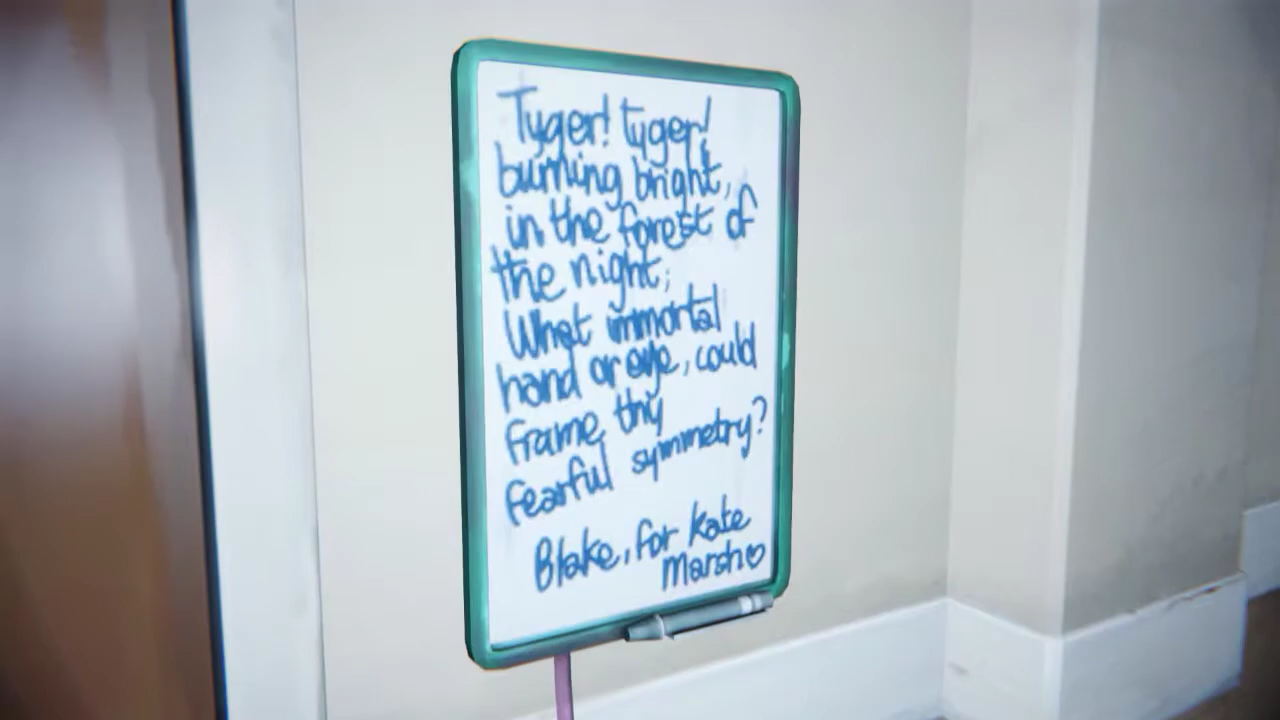 Tyger! tyger!
burning bright,
in the forest of
the night;
What immortal
hand or eye, could
frame thy
fearful symmetry?
Blake, for Kate
Marsh♡